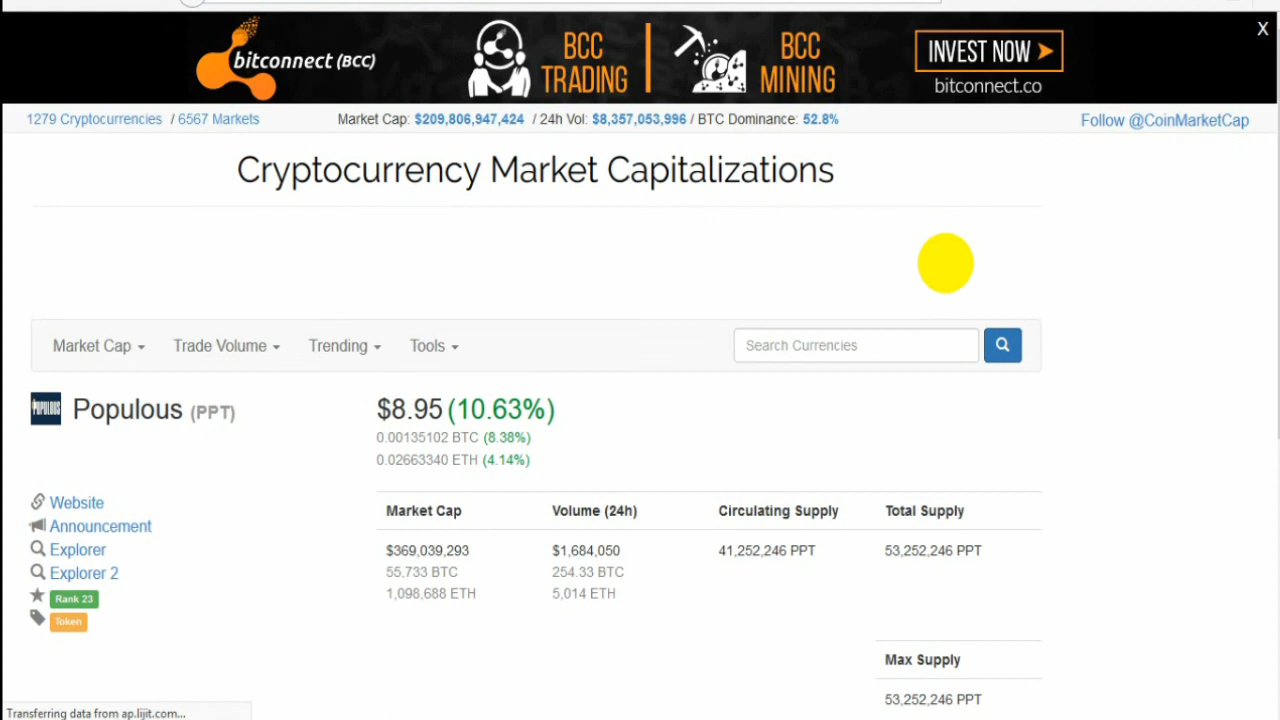 bitconnect (BCC)
BCC TRADING
BCC MINING
INVEST NOW
bitconnect.co
X
1279 Cryptocurrencies / 6567 Markets
Market Cap: $209,806,947,424 / 24h Vol: $8,357,053,996 / BTC Dominance: 52.8%
Follow @CoinMarketCap
Cryptocurrency Market Capitalizations
Market Cap Trade Volume Trending Tools
Search Currencies
POPULOUS
Populous (PPT)
$8.95 (10.63%)
0.00135102 BTC (8.38%)
0.02663340 ETH (4.14%)
Website
Announcement
Explorer
Explorer 2
Rank 23
Token
Market Cap Volume (24h) Circulating Supply Total Supply
$369,039,293 $1,684,050 41,252,246 PPT 53,252,246 PPT
55,733 BTC 254.33 BTC
1,098,688 ETH 5,014 ETH
Max Supply
53,252,246 PPT
Transferring data from ap.lijit.com...